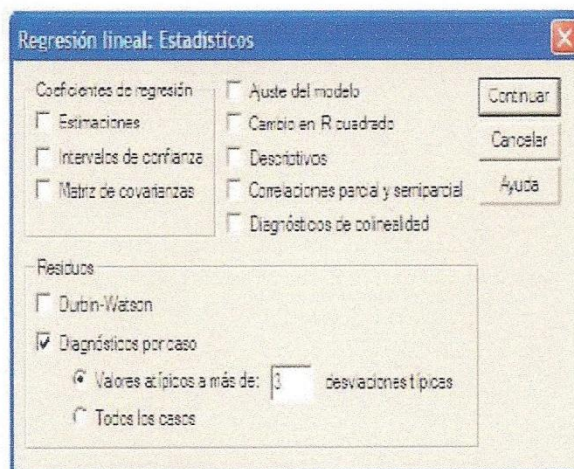 Regresión lineal: Estadísticos
Coeficientes de regresión
Estimaciones
Intervalos de confianza
Matriz de covarianzas
Ajuste del modelo
Cambio en R cuadrado
Descriptivos
Correlaciones parcial y semiparcial
Diagnósticos de colinealidad
Continuar
Cancelar
Ayuda
Residuos
Durbin-Watson
Diagnósticos por caso
Valores atípicos a más de: 3 desviaciones típicas
Todos los casos